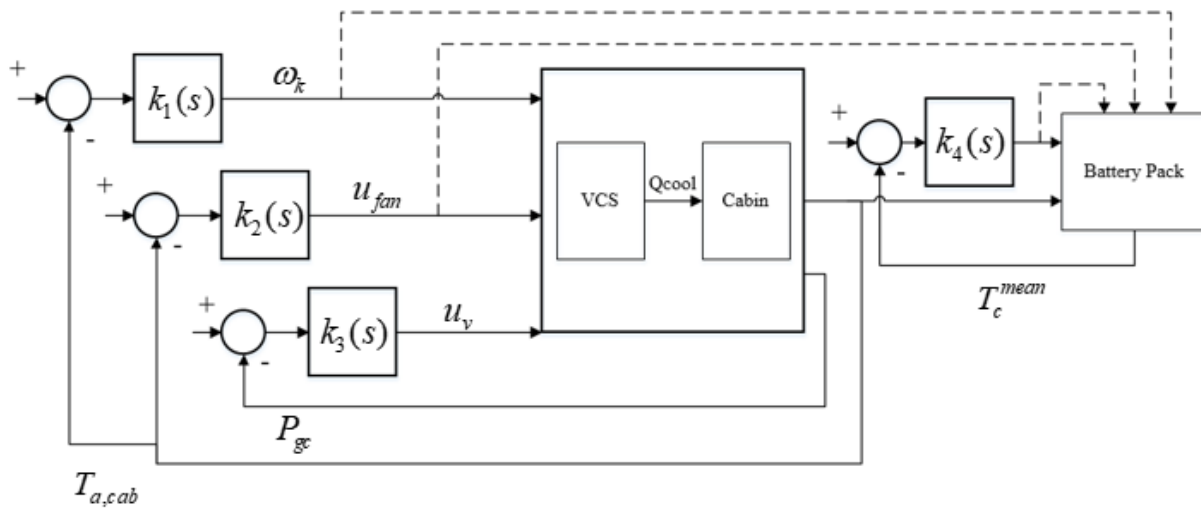 +
-
k₁(s)
ω_k
+
-
k₂(s)
u_fan
+
-
k₃(s)
u_v
VCS
Qcool
Cabin
+
-
k₄(s)
Battery Pack
T_c^mean
P_gc
T_a,cab